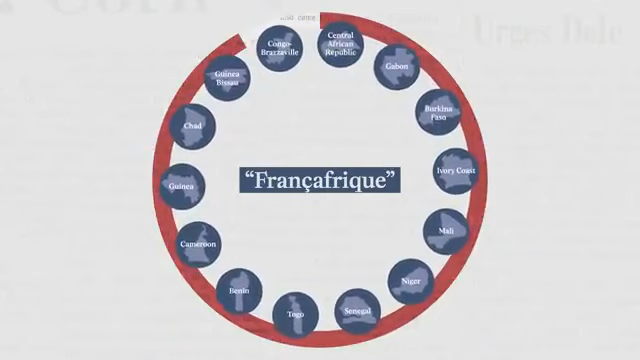 Urges Dale
Central
African
Republic
Gabon
Burkina
Faso
Ivory Coast
Mali
Niger
Senegal
Togo
Benin
Cameroon
Guinea
Chad
Guinea
Bissau
Congo-
Brazzaville
“Françafrique”